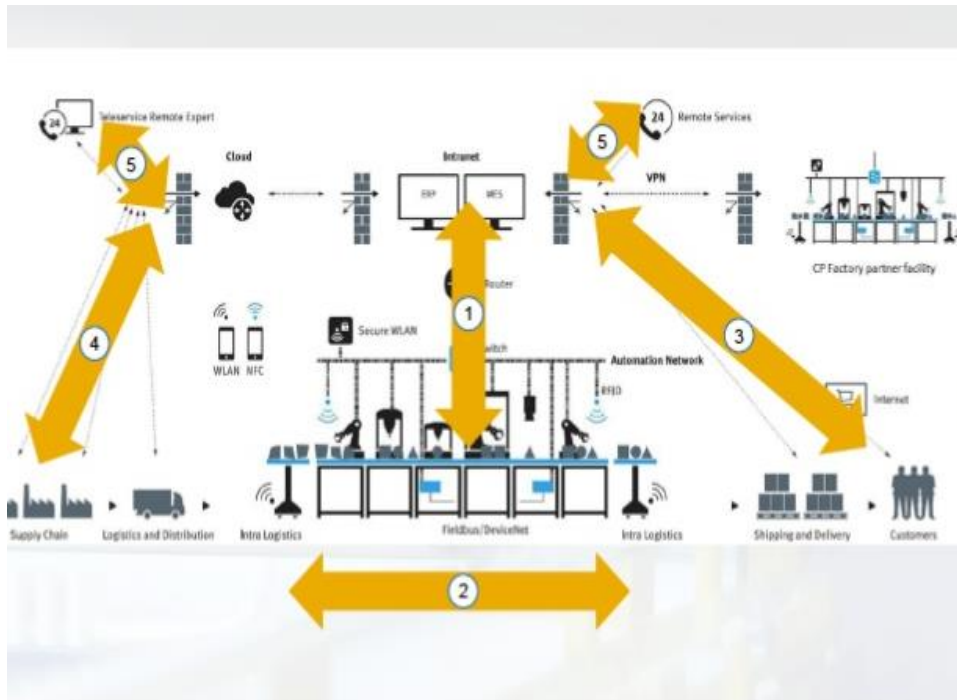 24
Teleservice Remote Expert
5
Cloud
Intranet
ERP
MES
5
24
Remote Services
VPN
CP Factory partner facility
Router
1
4
3
WLAN
NFC
Secure WLAN
witch
Automation Network
RFID
Internet
Supply Chain
Logistics and Distribution
Intra Logistics
Fieldbus/DeviceNet
Intra Logistics
Shipping and Delivery
Customers
2